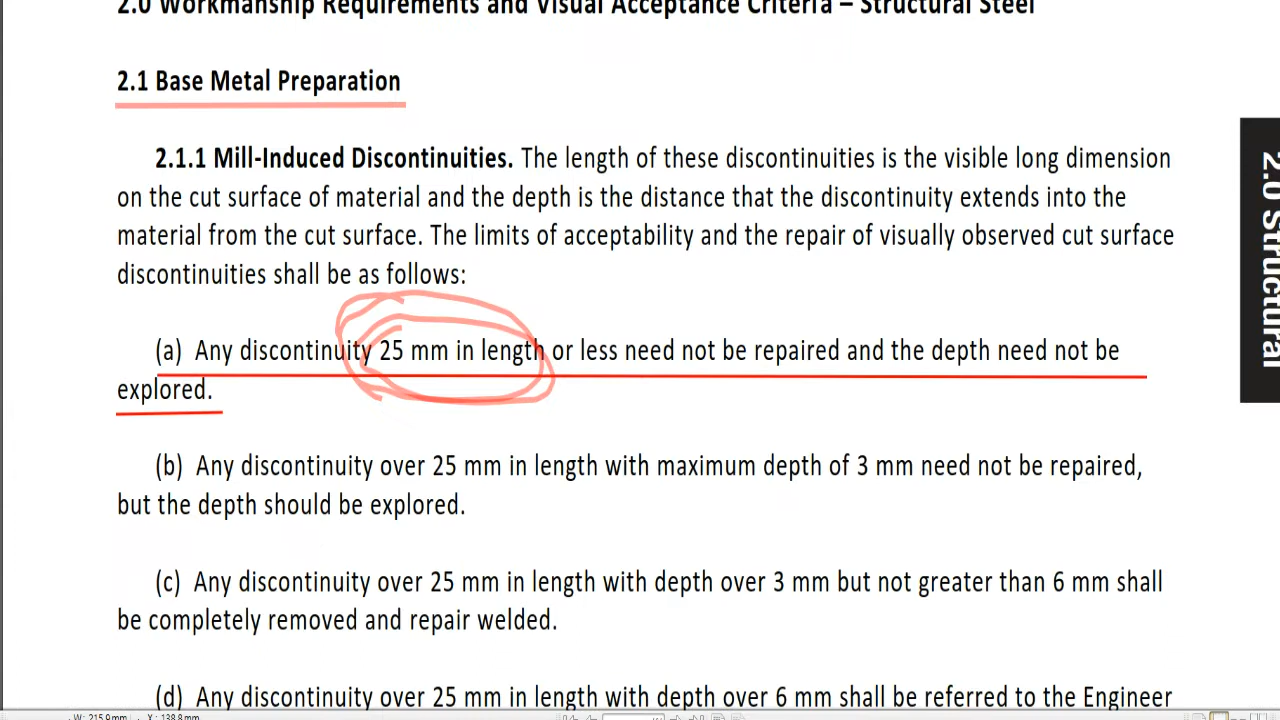 2.0 Workmanship Requirements and Visual Acceptance Criteria – Structural Steel
2.1 Base Metal Preparation
2.1.1 Mill-Induced Discontinuities. The length of these discontinuities is the visible long dimension
on the cut surface of material and the depth is the distance that the discontinuity extends into the
material from the cut surface. The limits of acceptability and the repair of visually observed cut surface
discontinuities shall be as follows:
(a) Any discontinuity 25 mm in length or less need not be repaired and the depth need not be
explored.
(b) Any discontinuity over 25 mm in length with maximum depth of 3 mm need not be repaired,
but the depth should be explored.
(c) Any discontinuity over 25 mm in length with depth over 3 mm but not greater than 6 mm shall
be completely removed and repair welded.
(d) Any discontinuity over 25 mm in length with depth over 6 mm shall be referred to the Engineer
2.0 Structural
W: 215.9mm X: 138.8 mm